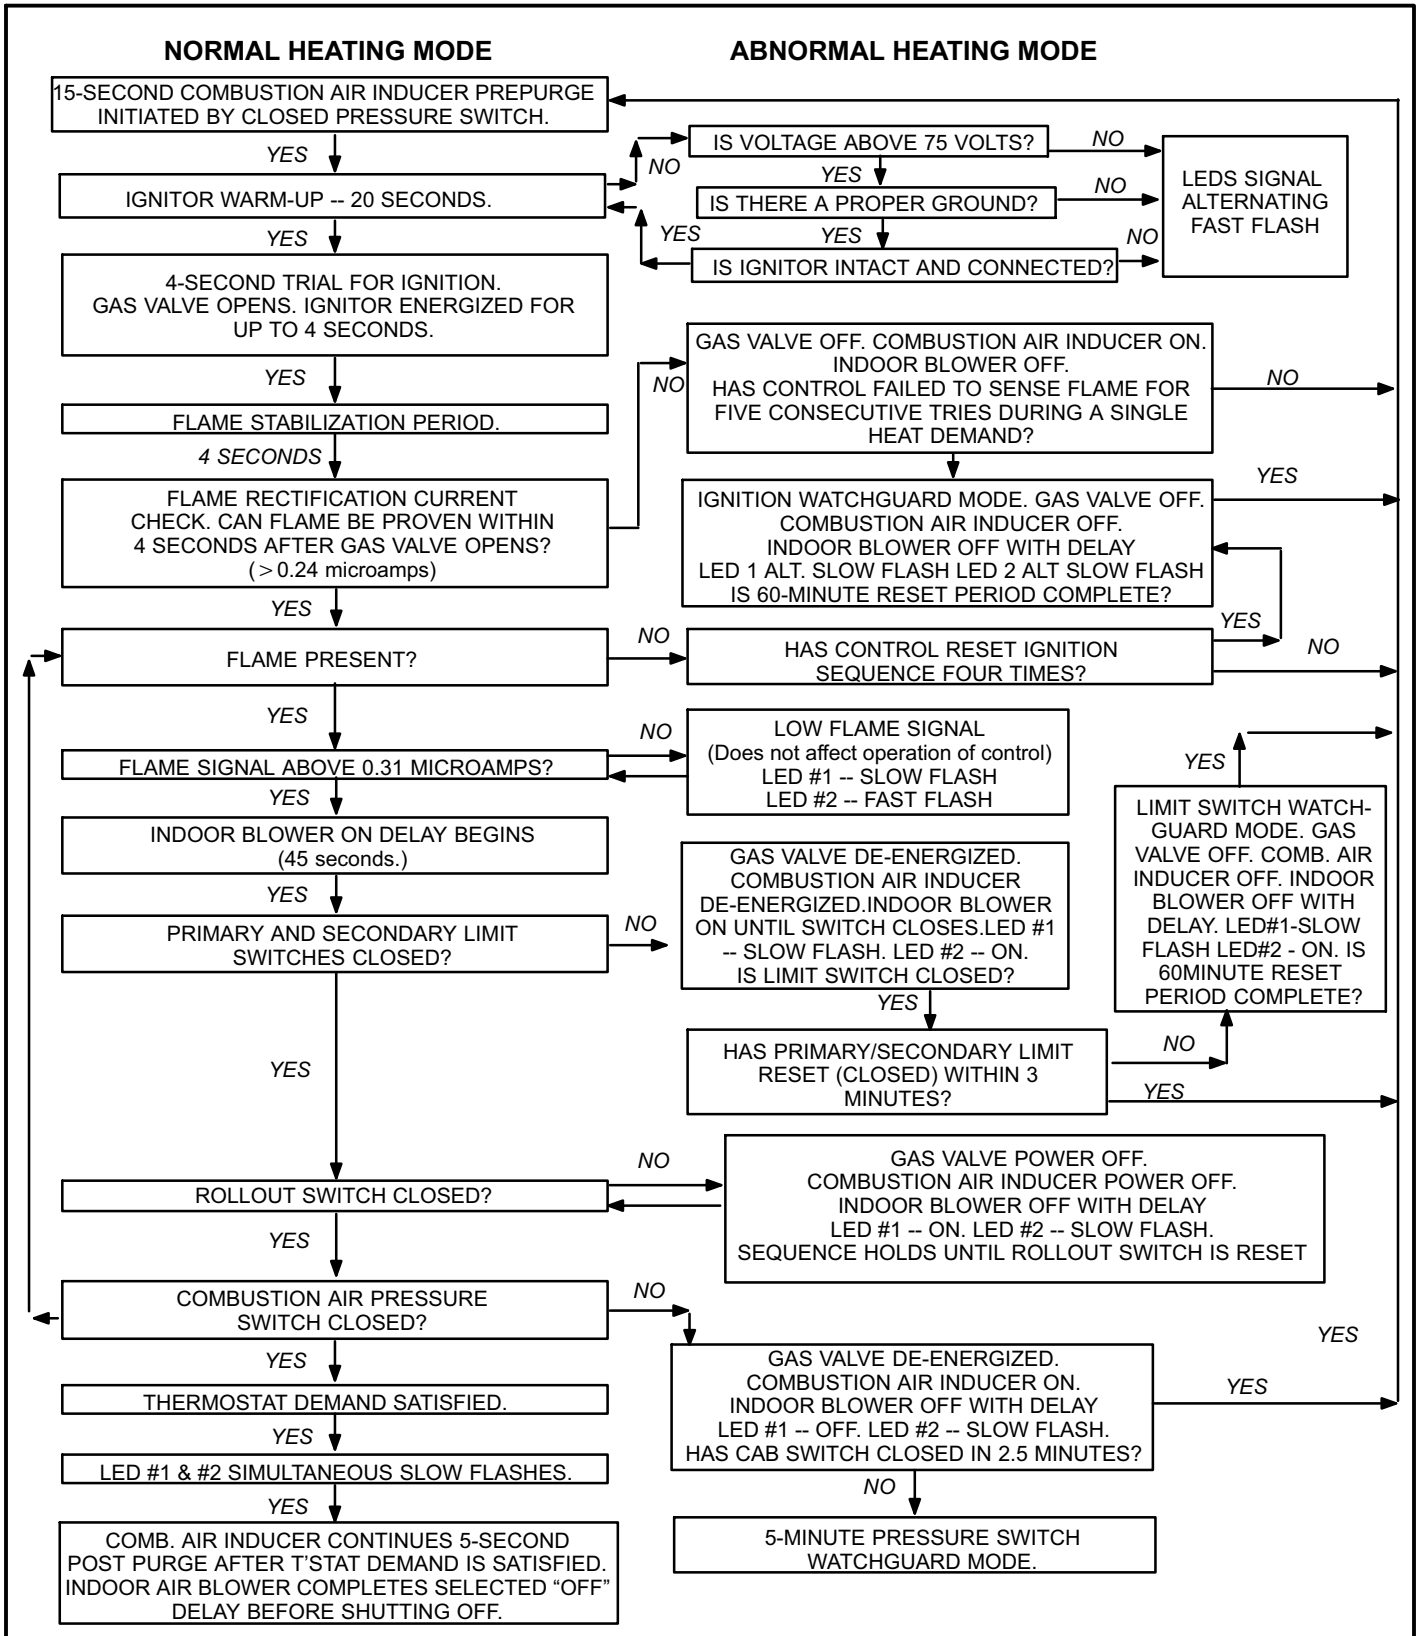 NORMAL HEATING MODE
ABNORMAL HEATING MODE
15-SECOND COMBUSTION AIR INDUCER PREPURGE
INITIATED BY CLOSED PRESSURE SWITCH.
YES
IGNITOR WARM-UP -- 20 SECONDS.
NO
IS VOLTAGE ABOVE 75 VOLTS?
NO
YES
IS THERE A PROPER GROUND?
NO
YES
YES
IS IGNITOR INTACT AND CONNECTED?
NO
LEDS SIGNAL
ALTERNATING
FAST FLASH
YES
4-SECOND TRIAL FOR IGNITION.
GAS VALVE OPENS. IGNITOR ENERGIZED FOR
UP TO 4 SECONDS.
YES
FLAME STABILIZATION PERIOD.
4 SECONDS
FLAME RECTIFICATION CURRENT
CHECK. CAN FLAME BE PROVEN WITHIN
4 SECONDS AFTER GAS VALVE OPENS?
(>0.24 microamps)
NO
GAS VALVE OFF. COMBUSTION AIR INDUCER ON.
INDOOR BLOWER OFF.
HAS CONTROL FAILED TO SENSE FLAME FOR
FIVE CONSECUTIVE TRIES DURING A SINGLE
HEAT DEMAND?
NO
IGNITION WATCHGUARD MODE. GAS VALVE OFF.
COMBUSTION AIR INDUCER OFF.
INDOOR BLOWER OFF WITH DELAY
LED 1 ALT. SLOW FLASH LED 2 ALT SLOW FLASH
IS 60-MINUTE RESET PERIOD COMPLETE?
YES
YES
FLAME PRESENT?
NO
HAS CONTROL RESET IGNITION
SEQUENCE FOUR TIMES?
YES
NO
YES
FLAME SIGNAL ABOVE 0.31 MICROAMPS?
NO
LOW FLAME SIGNAL
(Does not affect operation of control)
LED #1 -- SLOW FLASH
LED #2 -- FAST FLASH
YES
INDOOR BLOWER ON DELAY BEGINS
(45 seconds.)
YES
PRIMARY AND SECONDARY LIMIT
SWITCHES CLOSED?
NO
GAS VALVE DE-ENERGIZED.
COMBUSTION AIR INDUCER
DE-ENERGIZED.INDOOR BLOWER
ON UNTIL SWITCH CLOSES.LED #1
-- SLOW FLASH. LED #2 -- ON.
IS LIMIT SWITCH CLOSED?
YES
HAS PRIMARY/SECONDARY LIMIT
RESET (CLOSED) WITHIN 3
MINUTES?
NO
YES
YES
LIMIT SWITCH WATCH-
GUARD MODE. GAS
VALVE OFF. COMB. AIR
INDUCER OFF. INDOOR
BLOWER OFF WITH
DELAY. LED#1-SLOW
FLASH LED#2 - ON. IS
60MINUTE RESET
PERIOD COMPLETE?
YES
ROLLOUT SWITCH CLOSED?
NO
GAS VALVE POWER OFF.
COMBUSTION AIR INDUCER POWER OFF.
INDOOR BLOWER OFF WITH DELAY
LED #1 -- ON. LED #2 -- SLOW FLASH.
SEQUENCE HOLDS UNTIL ROLLOUT SWITCH IS RESET
YES
COMBUSTION AIR PRESSURE
SWITCH CLOSED?
NO
GAS VALVE DE-ENERGIZED.
COMBUSTION AIR INDUCER ON.
INDOOR BLOWER OFF WITH DELAY
LED #1 -- OFF. LED #2 -- SLOW FLASH.
HAS CAB SWITCH CLOSED IN 2.5 MINUTES?
YES
YES
NO
5-MINUTE PRESSURE SWITCH
WATCHGUARD MODE.
YES
THERMOSTAT DEMAND SATISFIED.
YES
LED #1 & #2 SIMULTANEOUS SLOW FLASHES.
YES
COMB. AIR INDUCER CONTINUES 5-SECOND
POST PURGE AFTER T'STAT DEMAND IS SATISFIED.
INDOOR AIR BLOWER COMPLETES SELECTED “OFF”
DELAY BEFORE SHUTTING OFF.